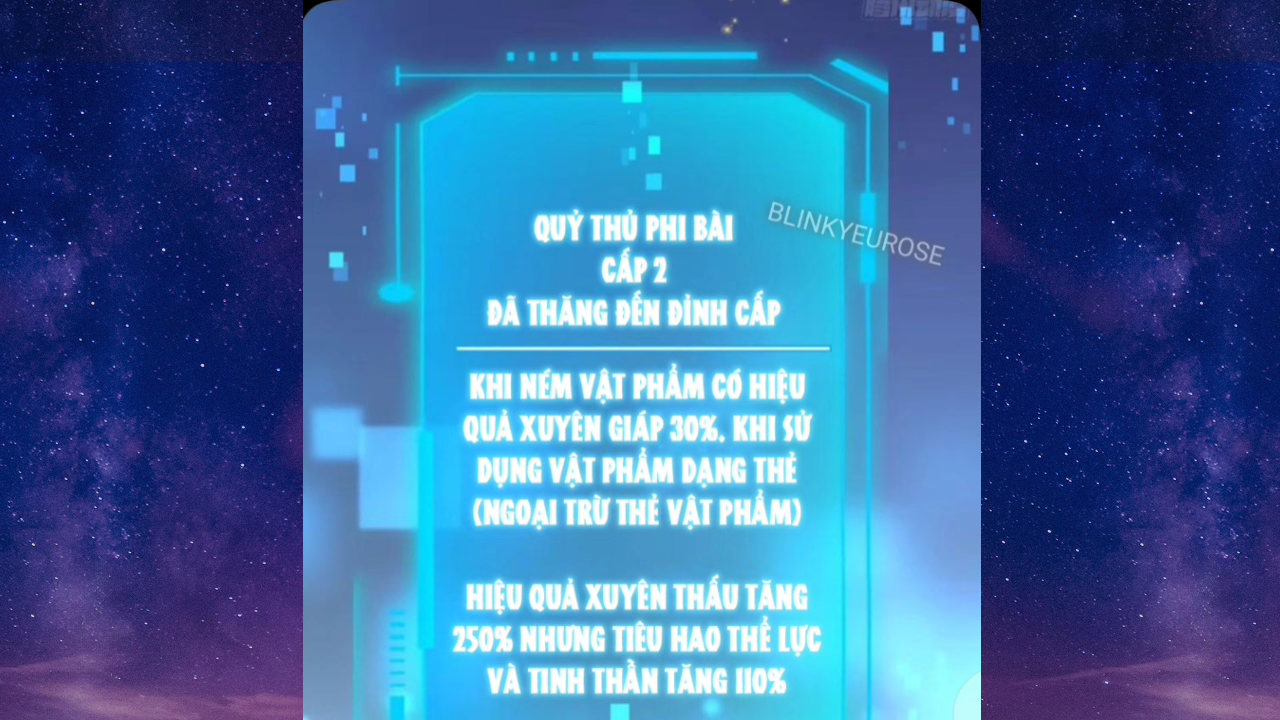 QUỶ THỦ PHI BÀI
CẤP 2
ĐÃ THĂNG ĐẾN ĐỈNH CẤP
BLINKYEUROSE
KHI NÉM VẬT PHẨM CÓ HIỆU
QUẢ XUYÊN GIÁP 30%. KHI SỬ
DỤNG VẬT PHẨM DẠNG THẺ
(NGOẠI TRỪ THẺ VẬT PHẨM)
HIỆU QUẢ XUYÊN THẤU TĂNG
250% NHƯNG TIÊU HAO THỂ LỰC
VÀ TINH THẦN TĂNG 110%